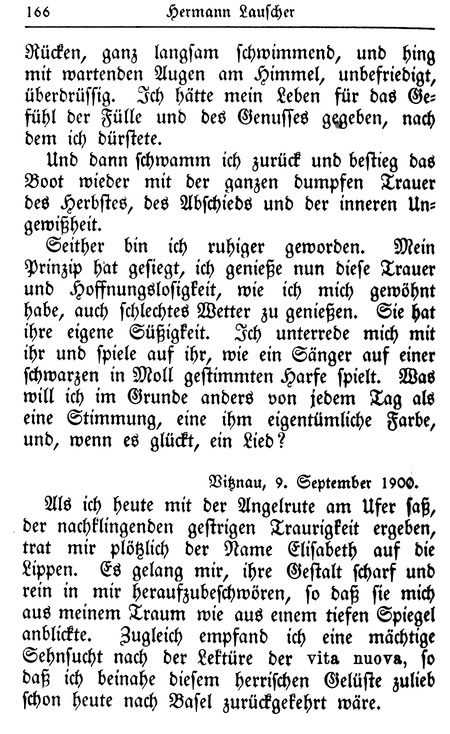 166 Hermann Lauscher
Rücken, ganz langsam schwimmend, und hing
mit wartenden Augen am Himmel, unbefriedigt,
überdrüssig. Ich hätte mein Leben für das Ge-
fühl der Fülle und des Genusses gegeben, nach
dem ich dürstete.
Und dann schwamm ich zurück und bestieg das
Boot wieder mit der ganzen dumpfen Trauer
des Herbstes, des Abschieds und der inneren Un-
gewißheit.
Seither bin ich ruhiger geworden. Mein
Prinzip hat gesiegt, ich genieße nun diese Trauer
und Hoffnungslosigkeit, wie ich mich gewöhnt
habe, auch schlechtes Wetter zu genießen. Sie hat
ihre eigene Süßigkeit. Ich unterrede mich mit
ihr und spiele auf ihr, wie ein Sänger auf einer
schwarzen in Moll gestimmten Harfe spielt. Was
will ich im Grunde anders von jedem Tag als
eine Stimmung, eine ihm eigentümliche Farbe,
und, wenn es glückt, ein Lied?
Vitznau, 9. September 1900.
Als ich heute mit der Angelrute am Ufer saß,
der nachklingenden gestrigen Traurigkeit ergeben,
trat mir plötzlich der Name Elisabeth auf die
Lippen. Es gelang mir, ihre Gestalt scharf und
rein in mir heraufzubeschwören, so daß sie mich
aus meinem Traum wie aus einem tiefen Spiegel
anblickte. Zugleich empfand ich eine mächtige
Sehnsucht nach der Lektüre der vita nuova, so
daß ich beinahe diesem herrischen Gelüste zulieb
schon heute nach Basel zurückgekehrt wäre.